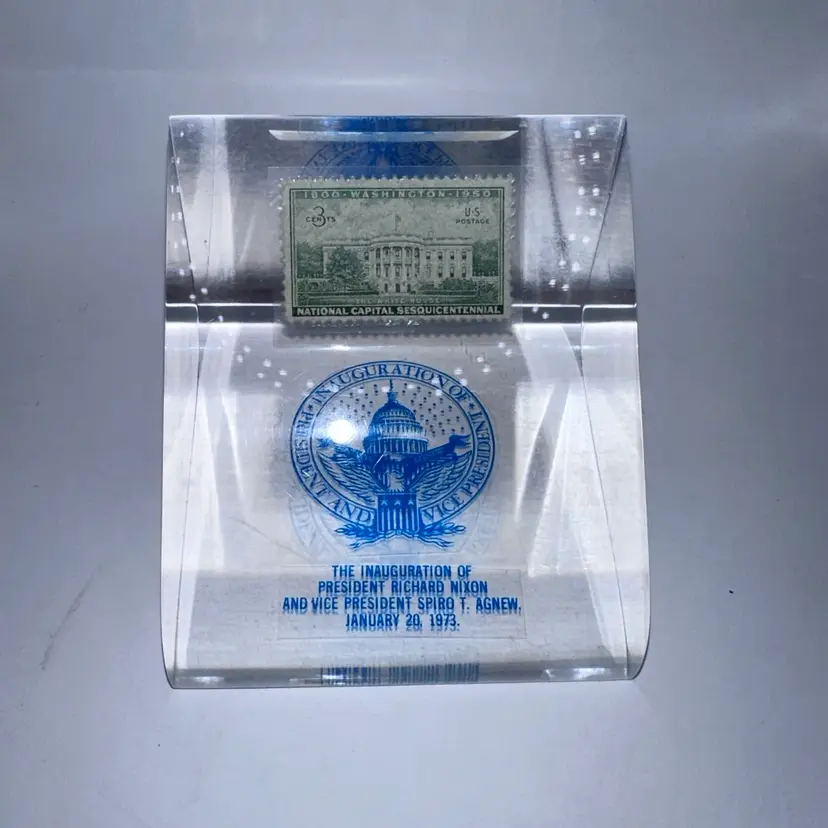 1800 · WASHINGTON · 1950
3
CENTS
U·S
POSTAGE
THE WHITE HOUSE
NATIONAL CAPITAL SESQUICENTENNIAL
INAUGURATION OF
PRESIDENT AND VICE PRESIDENT
THE INAUGURATION OF
PRESIDENT RICHARD NIXON
AND VICE PRESIDENT SPIRO T. AGNEW,
JANUARY 20, 1973.